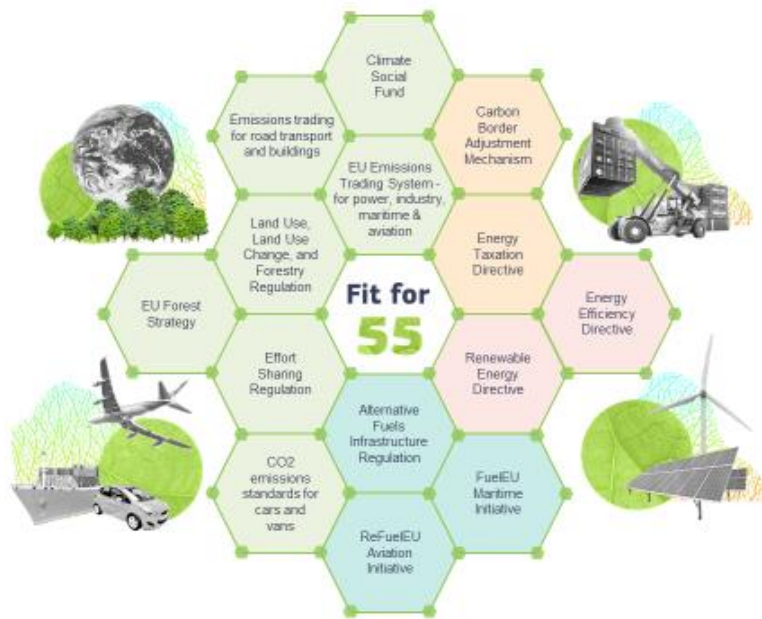 Climate
Social
Fund
Emissions trading
for road transport
and buildings
Carbon
Border
Adjustment
Mechanism
EU Emissions
Trading System -
for power, industry,
maritime &
aviation
Land Use,
Land Use
Change, and
Forestry
Regulation
Energy
Taxation
Directive
EU Forest
Strategy
Fit for
55
Energy
Efficiency
Directive
Effort
Sharing
Regulation
Renewable
Energy
Directive
Alternative
Fuels
Infrastructure
Regulation
CO2
emissions
standards for
cars and
vans
FuelEU
Maritime
Initiative
ReFuelEU
Aviation
Initiative